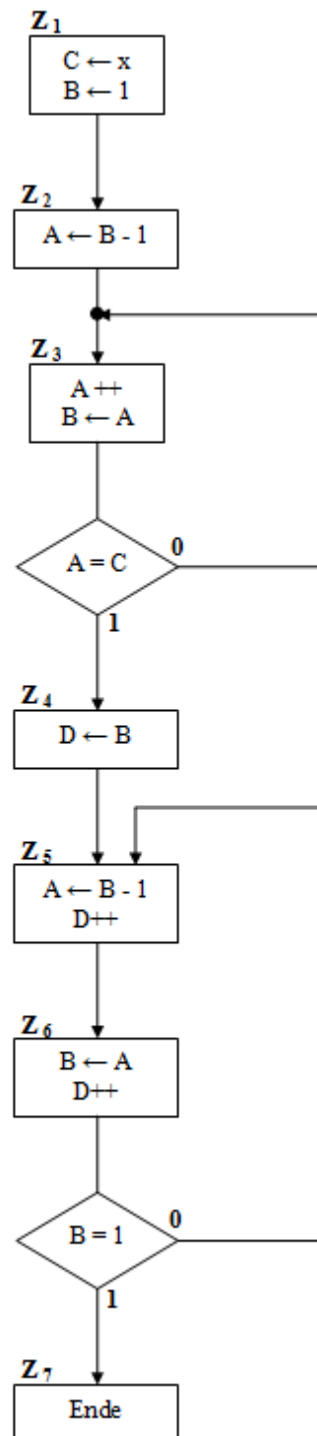 Z1
C ← x
B ← 1
Z2
A ← B - 1
Z3
A ++
B ← A
A = C
0
1
Z4
D ← B
Z5
A ← B - 1
D++
Z6
B ← A
D++
B = 1
0
1
Z7
Ende